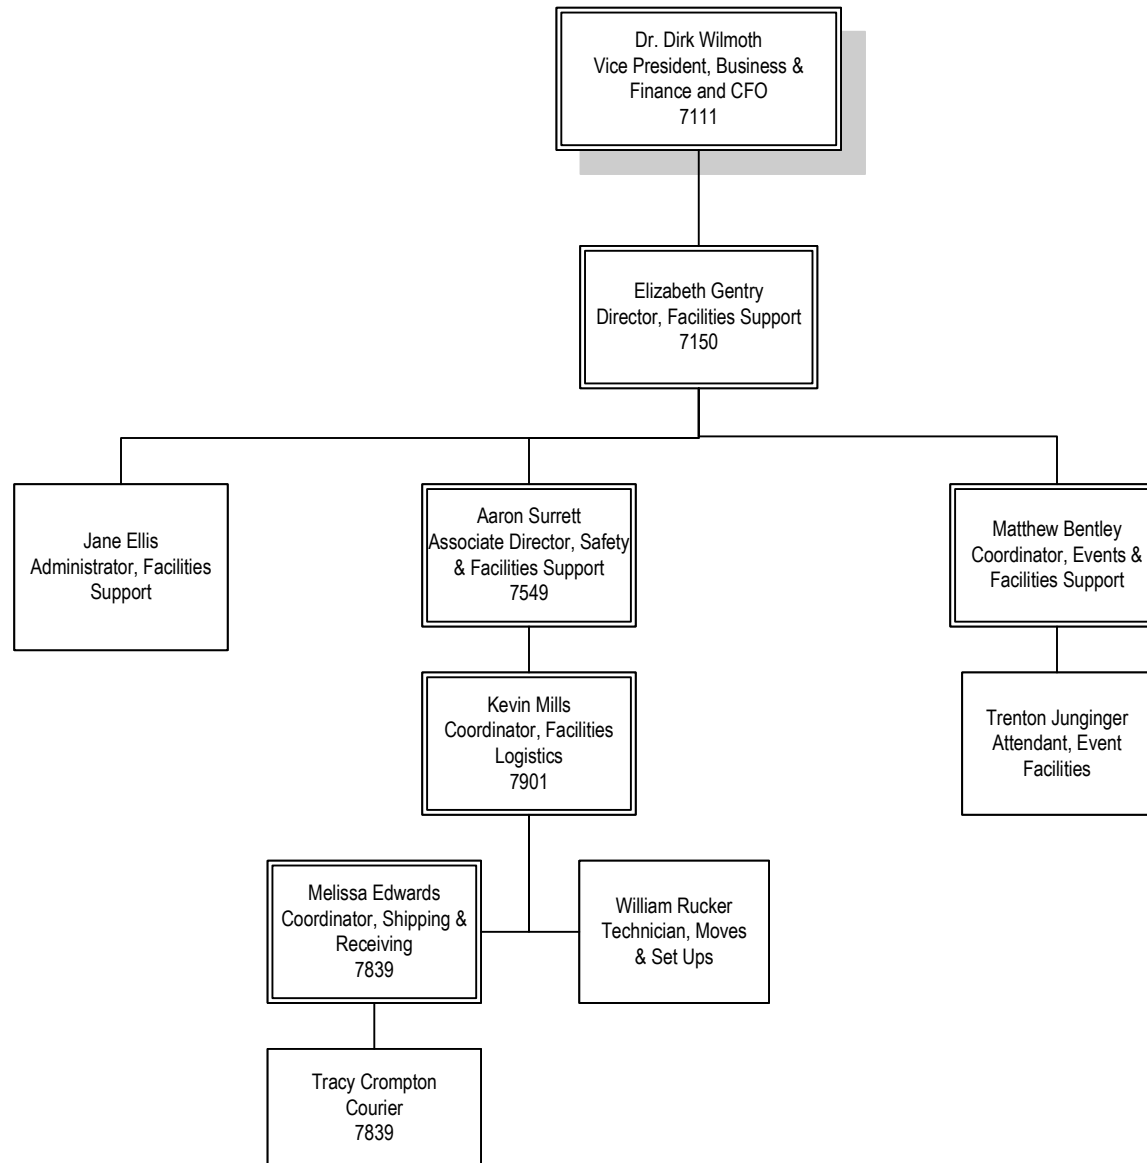 Dr. Dirk Wilmoth
Vice President, Business &
Finance and CFO
7111
Elizabeth Gentry
Director, Facilities Support
7150
Jane Ellis
Administrator, Facilities
Support
Aaron Surrett
Associate Director, Safety
& Facilities Support
7549
Matthew Bentley
Coordinator, Events &
Facilities Support
Kevin Mills
Coordinator, Facilities
Logistics
7901
Trenton Junginger
Attendant, Event
Facilities
Melissa Edwards
Coordinator, Shipping &
Receiving
7839
William Rucker
Technician, Moves
& Set Ups
Tracy Crompton
Courier
7839